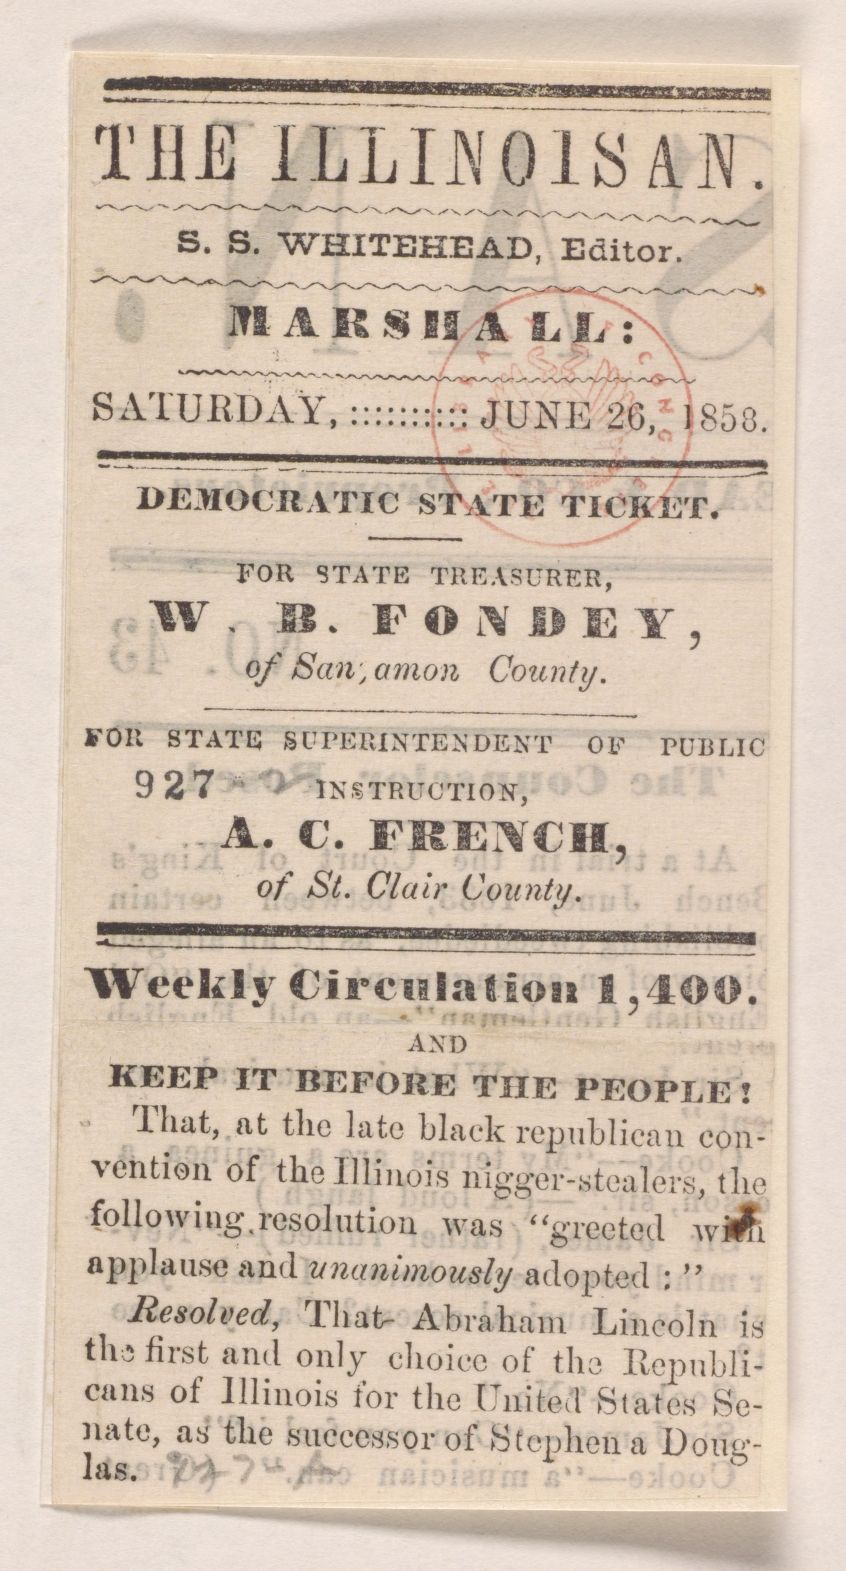 THE ILLINOISAN.
S. S. WHITEHEAD, Editor.
MARSHALL:
SATURDAY, :::::::::: JUNE 26, 1858.
DEMOCRATIC STATE TICKET.
FOR STATE TREASURER,
W. B. FONDEY,
of San;amon County.
FOR STATE SUPERINTENDENT OF PUBLIC
927 INSTRUCTION,
A. C. FRENCH,
of St. Clair County.
Weekly Circulation 1,400.
AND
KEEP IT BEFORE THE PEOPLE!
That, at the late black republican con-
vention of the Illinois nigger-stealers, the
following.resolution was "greeted with
applause and unanimously adopted : "
Resolved, That- Abraham Lincoln is
the first and only choice of the Republi-
cans of Illinois for the United States Se-
nate, as the successor of Stephen a Doug-
las.